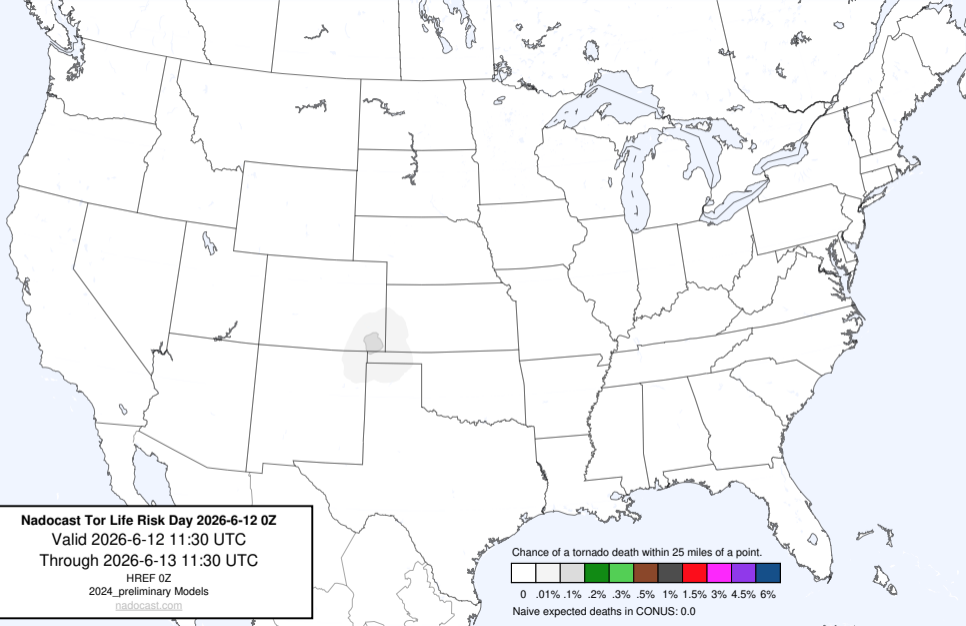 Nadocast Tor Life Risk Day 2026-6-12 0Z
Valid 2026-6-12 11:30 UTC
Through 2026-6-13 11:30 UTC
HREF 0Z
2024_preliminary Models
nadocast.com
Chance of a tornado death within 25 miles of a point.
0 .01% .1% .2% .3% .5% 1% 1.5% 3% 4.5% 6%
Naive expected deaths in CONUS: 0.0